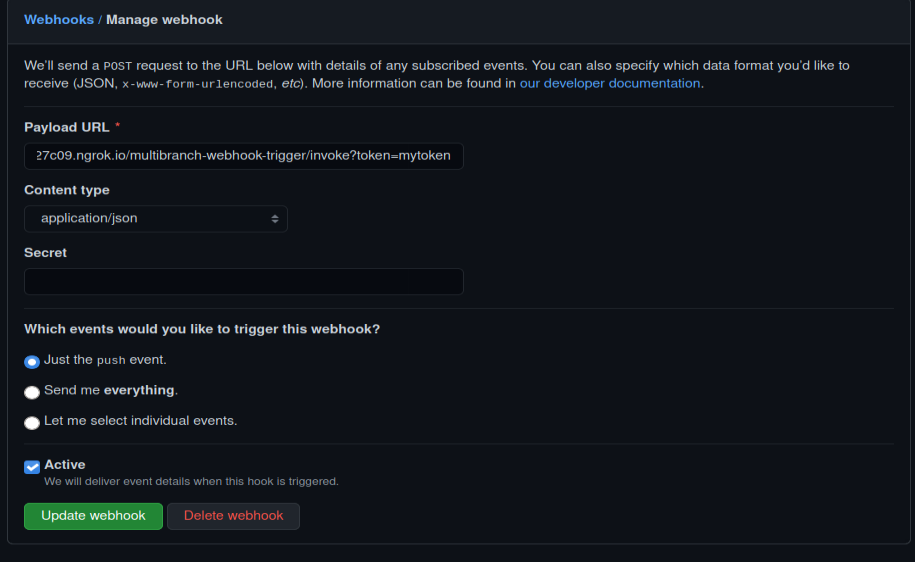 Webhooks / Manage webhook
We'll send a POST request to the URL below with details of any subscribed events. You can also specify which data format you'd like to
receive (JSON, x-www-form-urlencoded, etc). More information can be found in our developer documentation.
Payload URL *
27c09.ngrok.io/multibranch-webhook-trigger/invoke?token=mytoken
Content type
application/json
Secret
Which events would you like to trigger this webhook?
Just the push event.
Send me everything.
Let me select individual events.
Active
We will deliver event details when this hook is triggered.
Update webhook Delete webhook